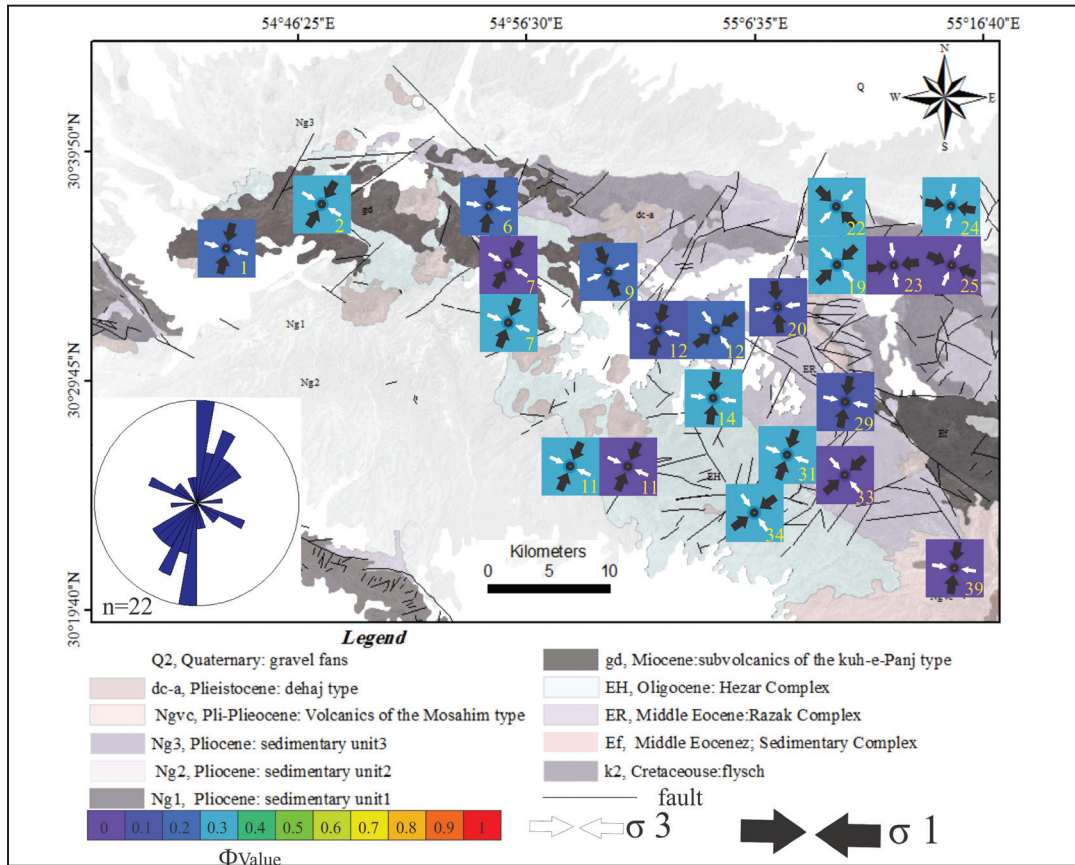 54°46'25"E 54°56'30"E 55°6'35"E 55°16'40"E
N
W E
S
Q
30°39'50"N
Ng3
2
gd
6
dc-a
22
24
1
7
9
19
23
25
Ng1
7
12
12
20
30°29'45"N
Ng2
ER
14
29
Ef
11
11
EH
31
33
34
39
Kilometers
0 5 10
n=22
30°19'40"N
Legend
Q2, Quaternary: gravel fans
dc-a, Plieistocene: dehaj type
Ngvc, Pli-Plieocene: Volcanics of the Mosahim type
Ng3, Pliocene: sedimentary unit3
Ng2, Pliocene: sedimentary unit2
Ng1, Pliocene: sedimentary unit1
gd, Miocene:subvolcanics of the kuh-e-Panj type
EH, Oligocene: Hezar Complex
ER, Middle Eocene:Razak Complex
Ef, Middle Eocenez; Sedimentary Complex
k2, Cretaceouse:flysch
fault
0 0.1 0.2 0.3 0.4 0.5 0.6 0.7 0.8 0.9 1
ΦValue
σ 3
σ 1